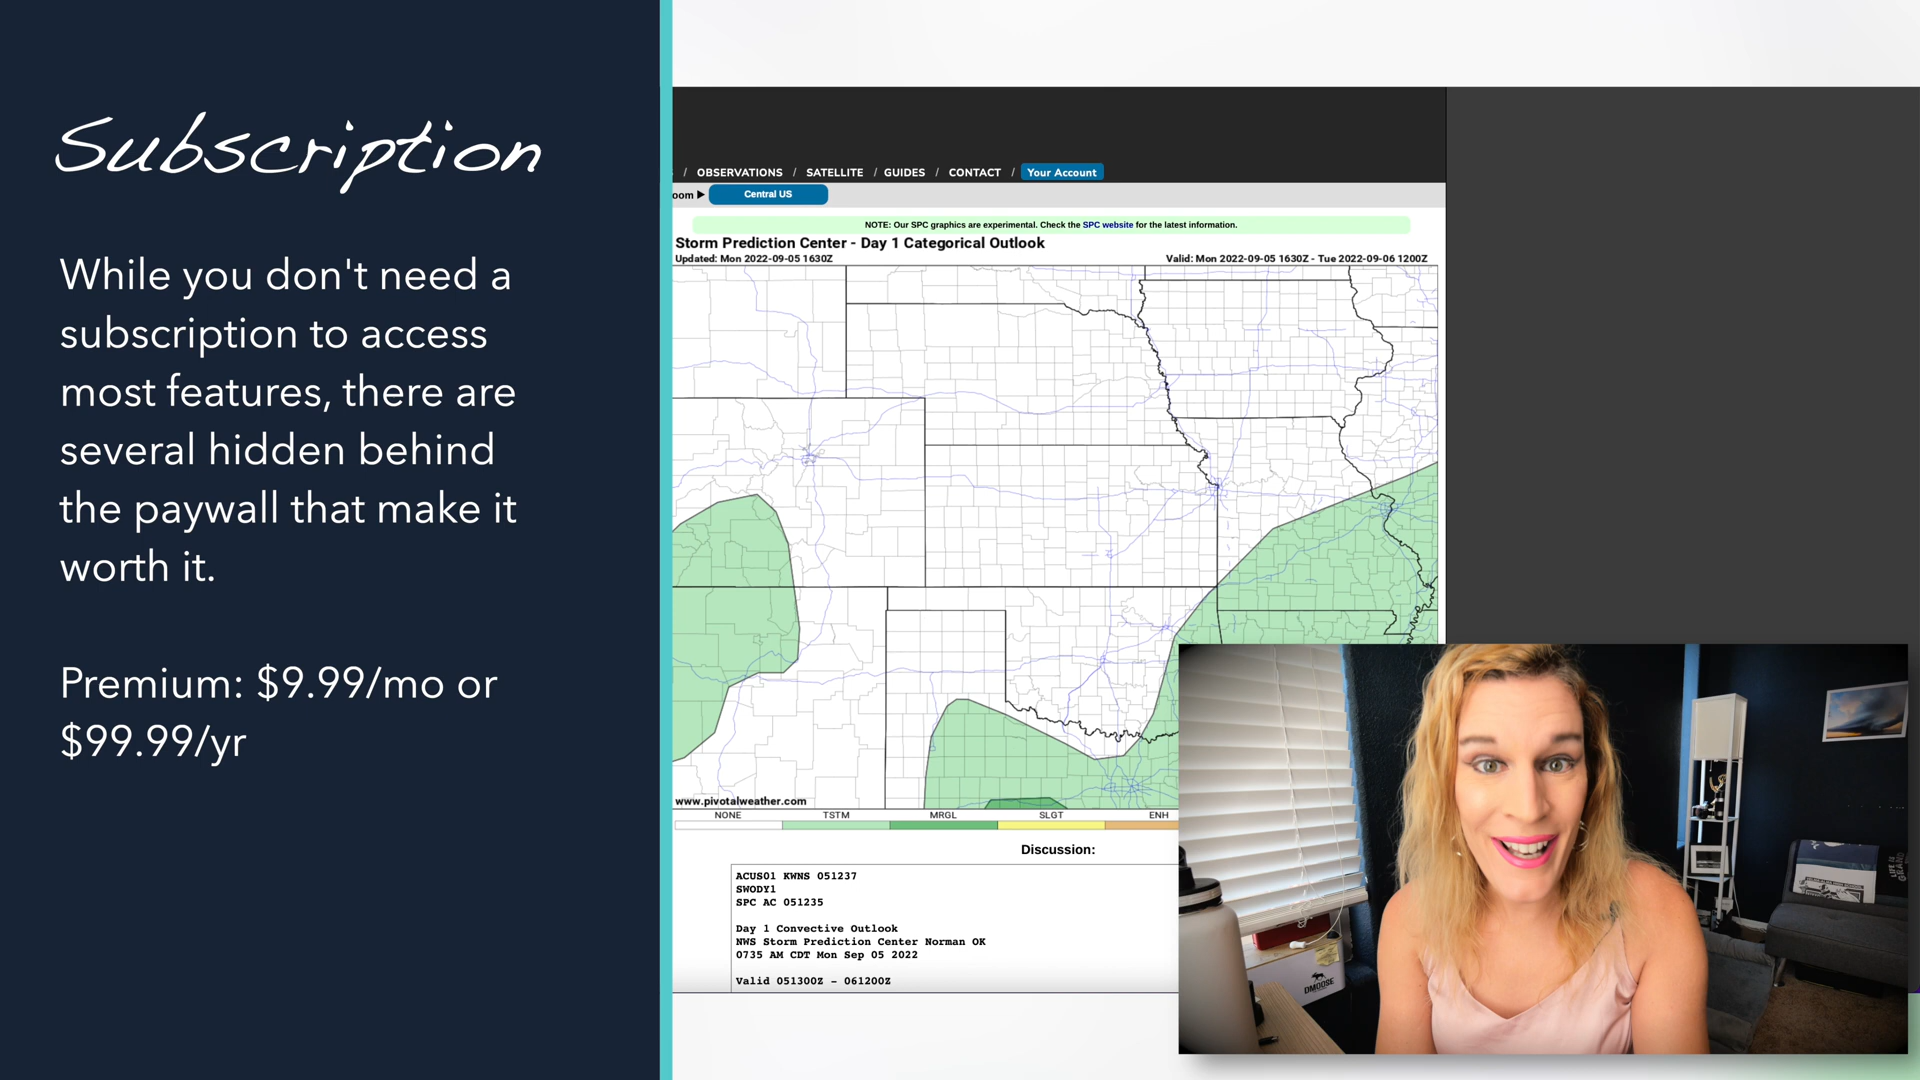 Subscription
While you don't need a
subscription to access
most features, there are
several hidden behind
the paywall that make it
worth it.
Premium: $9.99/mo or
$99.99/yr
/ OBSERVATIONS / SATELLITE / GUIDES / CONTACT / Your Account
oom ▶ Central US
NOTE: Our SPC graphics are experimental. Check the SPC website for the latest information.
Storm Prediction Center - Day 1 Categorical Outlook
Updated: Mon 2022-09-05 1630Z Valid: Mon 2022-09-05 1630Z - Tue 2022-09-06 1200Z
www.pivotalweather.com
NONE TSTM MRGL SLGT ENH
Discussion:
ACUS01 KWNS 051237
SWODY1
SPC AC 051235
Day 1 Convective Outlook
NWS Storm Prediction Center Norman OK
0735 AM CDT Mon Sep 05 2022
Valid 051300Z - 061200Z
DMOOSE